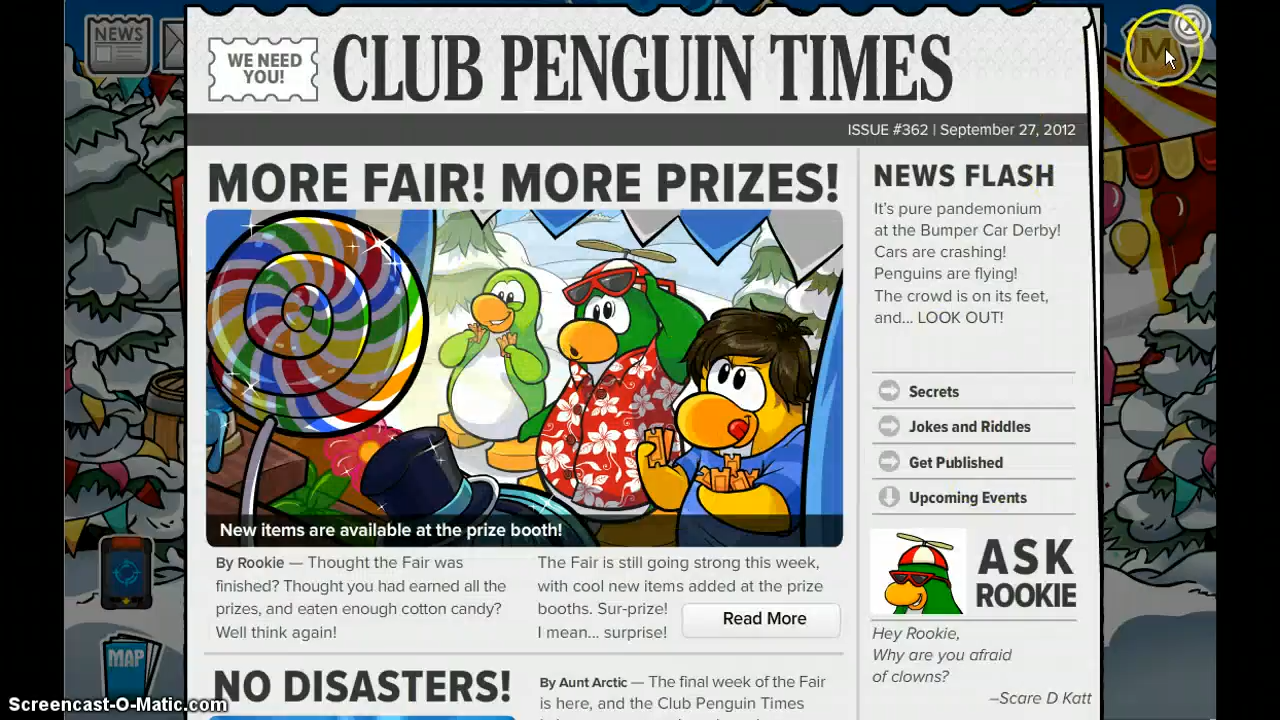 NEWS
M
WE NEED
YOU!
CLUB PENGUIN TIMES
ISSUE #362 | September 27, 2012
MORE FAIR! MORE PRIZES!
New items are available at the prize booth!
By Rookie — Thought the Fair was
finished? Thought you had earned all the
prizes, and eaten enough cotton candy?
Well think again!
The Fair is still going strong this week,
with cool new items added at the prize
booths. Sur-prize!
I mean... surprise!
Read More
NO DISASTERS!
By Aunt Arctic — The final week of the Fair
is here, and the Club Penguin Times
NEWS FLASH
It's pure pandemonium
at the Bumper Car Derby!
Cars are crashing!
Penguins are flying!
The crowd is on its feet,
and... LOOK OUT!
Secrets
Jokes and Riddles
Get Published
Upcoming Events
ASK
ROOKIE
Hey Rookie,
Why are you afraid
of clowns?
–Scare D Katt
MAP
Screencast-O-Matic.com